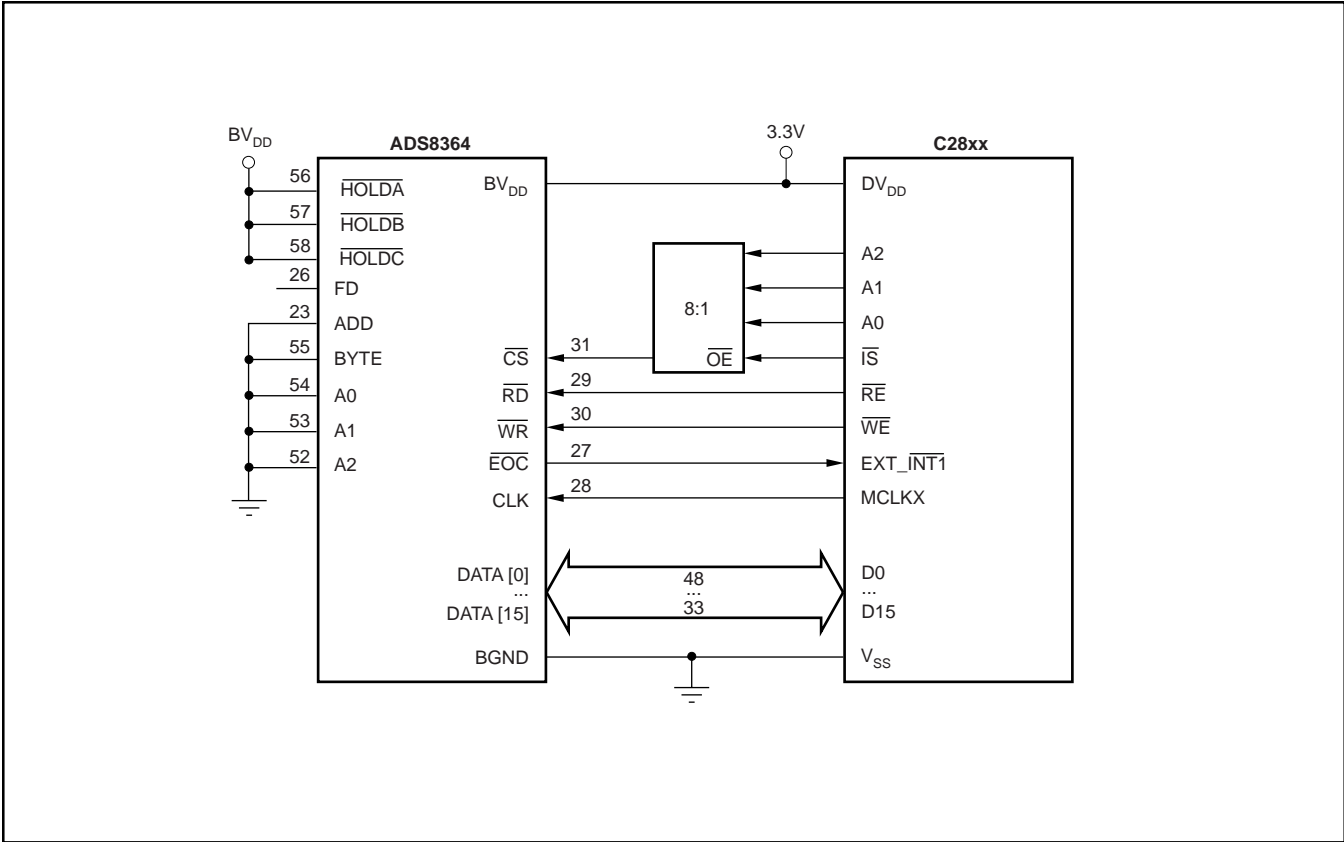 BVDD
ADS8364
3.3V
C28xx
56
HOLDA
57
HOLDB
58
HOLDC
26
FD
23
ADD
55
BYTE
54
A0
53
A1
52
A2
BVDD
CS
RD
WR
EOC
CLK
DATA [0]
...
DATA [15]
BGND
31
29
30
27
28
48
...
33
8:1
OE
DVDD
A2
A1
A0
IS
RE
WE
EXT_INT1
MCLKX
D0
...
D15
VSS